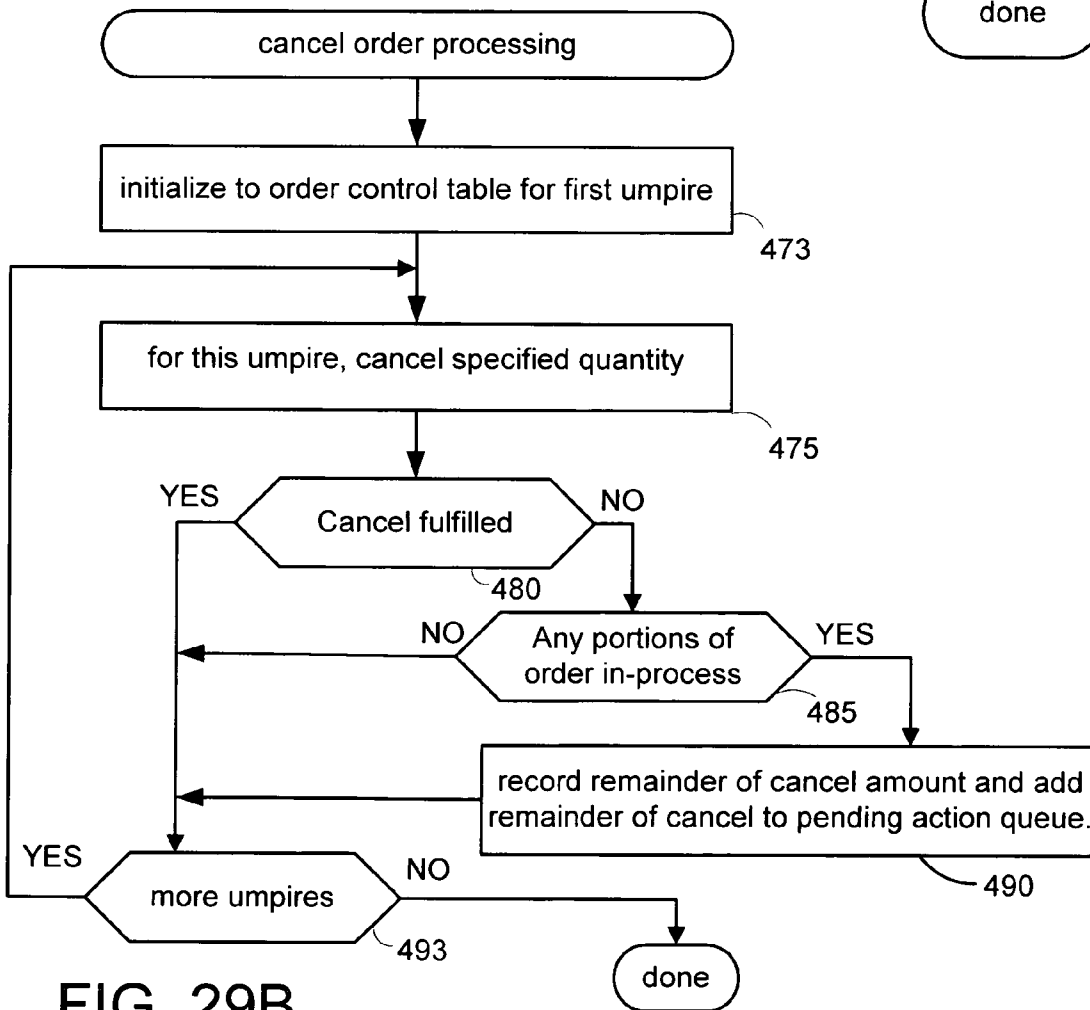 done
cancel order processing
initialize to order control table for first umpire
473
for this umpire, cancel specified quantity
475
YES
NO
Cancel fulfilled
480
NO
YES
Any portions of
order in-process
485
record remainder of cancel amount and add
remainder of cancel to pending action queue.
490
YES
NO
more umpires
493
done
FIG. 29B